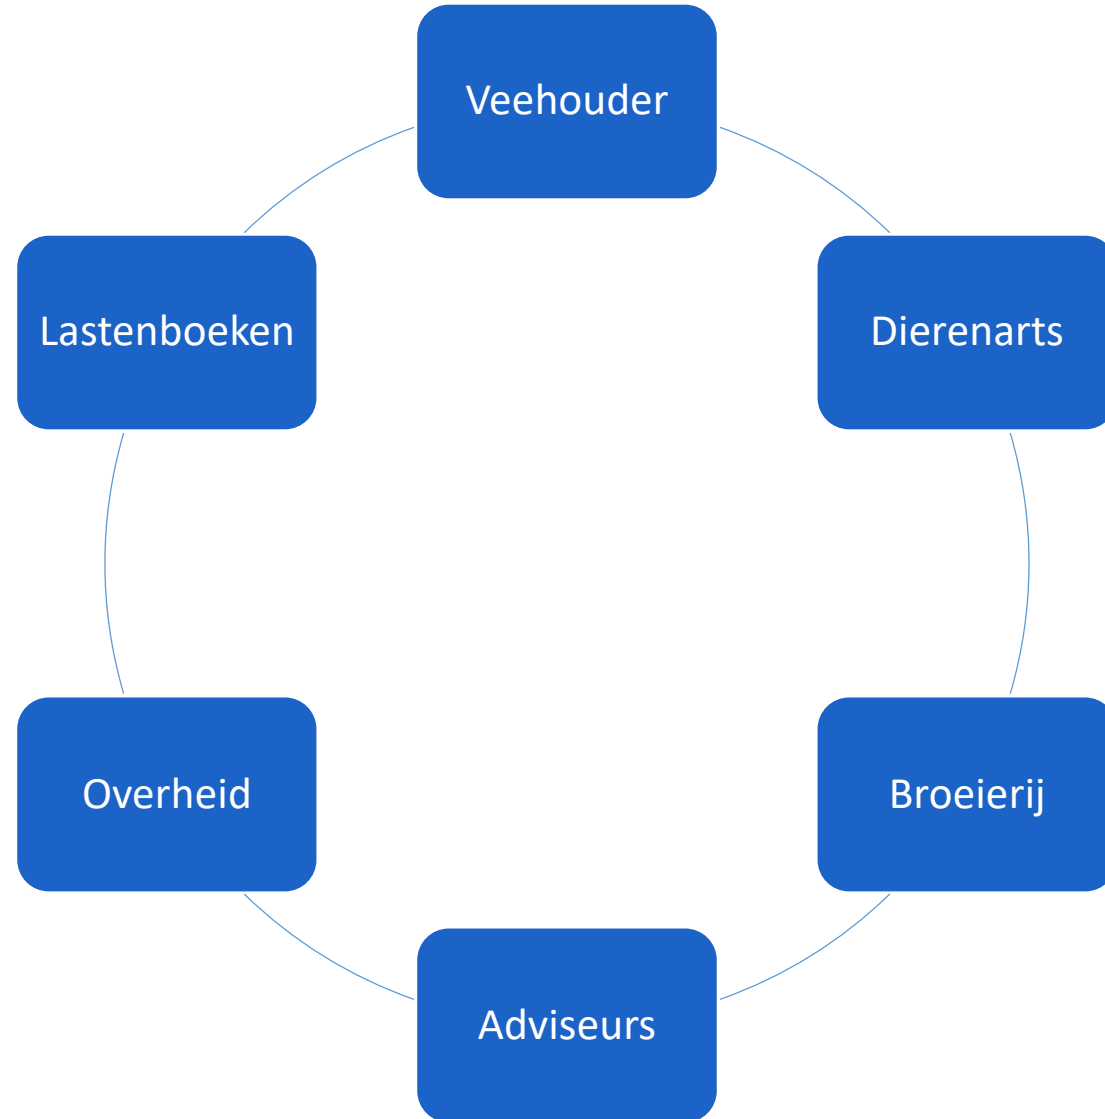 Veehouder
Dierenarts
Broeierij
Adviseurs
Overheid
Lastenboeken